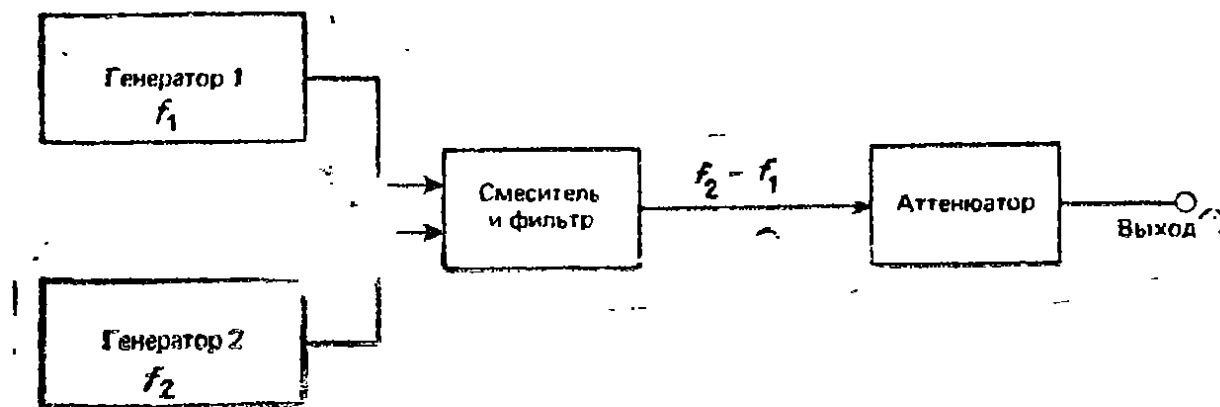 Генератор 1
f₁
Смеситель
и фильтр
f₂ - f₁
Аттенюатор
Выход
Генератор 2
f₂